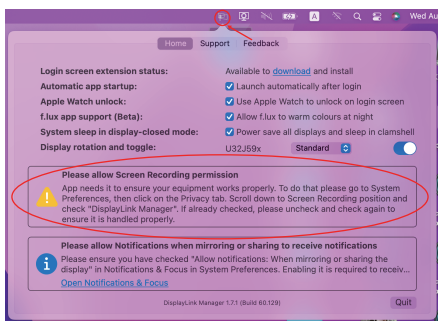 A
Wed Au
Home Support Feedback
Login screen extension status: Available to download and install
Automatic app startup: Launch automatically after login
Apple Watch unlock: Use Apple Watch to unlock on login screen
f.lux app support (Beta): Allow f.lux to warm colours at night
System sleep in display-closed mode: Power save all displays and sleep in clamshell
Display rotation and toggle: U32J59x Standard
Please allow Screen Recording permission
App needs it to ensure your equipment works properly. To do that please go to System
Preferences, then click on the Privacy tab. Scroll down to Screen Recording position and
check "DisplayLink Manager". If already checked, please uncheck and check again to
ensure it is handled properly.
Please allow Notifications when mirroring or sharing to receive notifications
Please ensure you have checked "Allow notifications: When mirroring or sharing the
display" in Notifications & Focus in System Preferences. Enabling it is required to receiv...
Open Notifications & Focus
DisplayLink Manager 1.7.1 (Build 60.129)
Quit